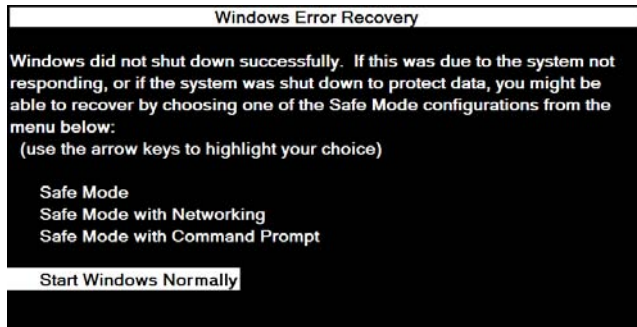 Windows Error Recovery
Windows did not shut down successfully. If this was due to the system not
responding, or if the system was shut down to protect data, you might be
able to recover by choosing one of the Safe Mode configurations from the
menu below:
(use the arrow keys to highlight your choice)
Safe Mode
Safe Mode with Networking
Safe Mode with Command Prompt
Start Windows Normally